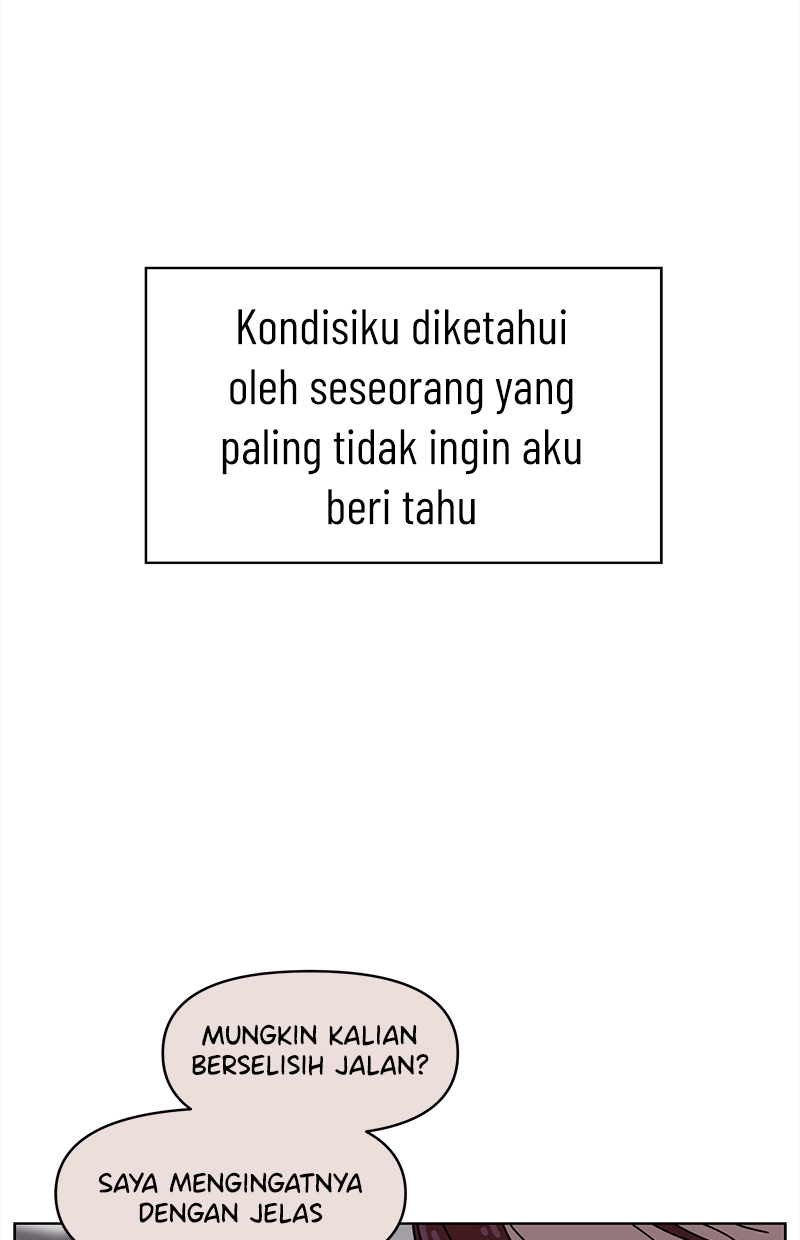 Kondisiku diketahui
oleh seseorang yang
paling tidak ingin aku
beri tahu
MUNGKIN KALIAN
BERSELISIH JALAN?
SAYA MENGINGATNYA
DENGAN JELAS